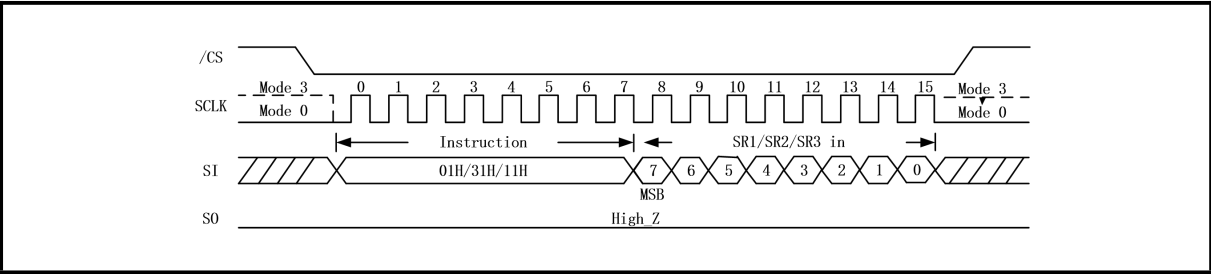 /CS
Mode 3 0 1 2 3 4 5 6 7 8 9 10 11 12 13 14 15 Mode 3
SCLK
Mode 0 Mode 0
Instruction SR1/SR2/SR3 in
SI 01H/31H/11H 7 6 5 4 3 2 1 0
MSB
SO High_Z